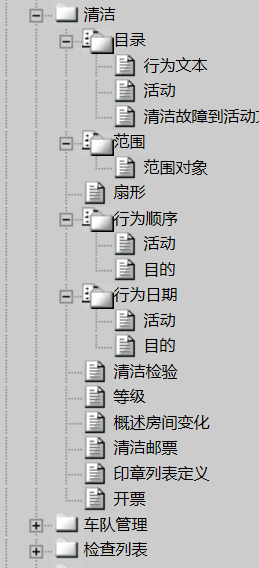 清洁
目录
行为文本
活动
清洁故障到活动
范围
范围对象
扇形
行为顺序
活动
目的
行为日期
活动
目的
清洁检验
等级
概述房间变化
清洁邮票
印章列表定义
开票
车队管理
检查列表